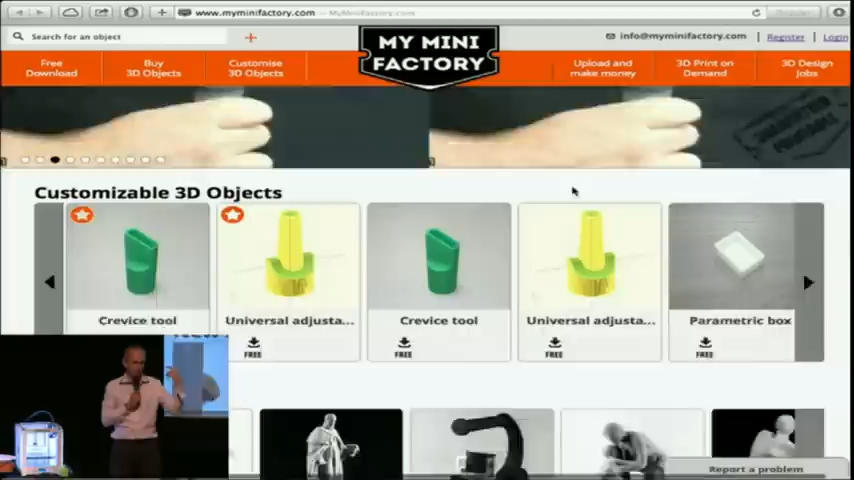 www.myminifactory.com — MyMiniFactory.com
Search for an object
info@myminifactory.com
Register
Login
Free
Download
Buy
3D Objects
Customise
3D Objects
MY MINI
FACTORY
Upload and
make money
3D Print on
Demand
3D Design
Jobs
Customizable 3D Objects
Crevice tool
Universal adjusta...
Crevice tool
Universal adjusta...
Parametric box
FREE
FREE
FREE
FREE
Report a problem